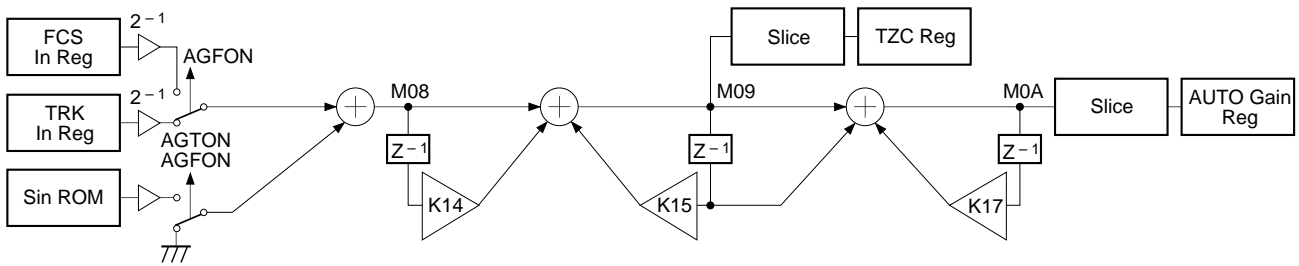 FCS
In Reg
2⁻¹
AGFON
TRK
In Reg
2⁻¹
AGTON
AGFON
Sin ROM
M08
Z⁻¹
K14
Slice
TZC Reg
M09
Z⁻¹
K15
M0A
Z⁻¹
K17
Slice
AUTO Gain
Reg